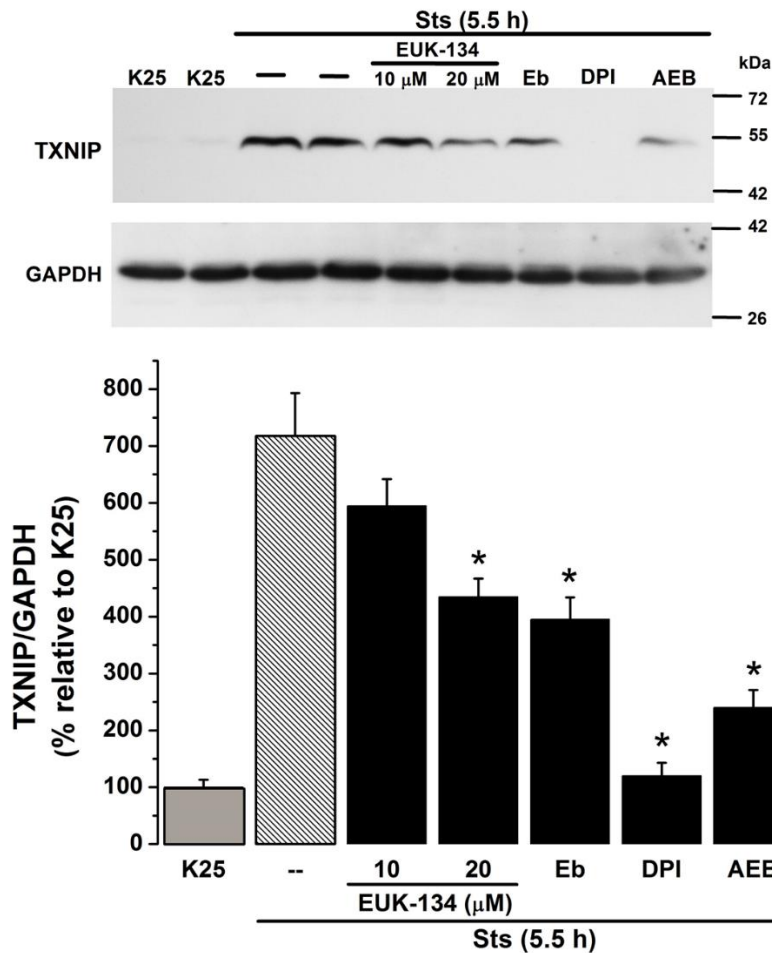 Sts (5.5 h)
EUK-134
kDa
K25 K25 — — 10 μM 20 μM Eb DPI AEB
72
TXNIP
55
42
42
GAPDH
26
TXNIP/GAPDH
(% relative to K25)
800
700
600
500
400
300
200
100
0
*
*
*
*
K25 -- 10 20 Eb DPI AEB
EUK-134 (μM)
Sts (5.5 h)